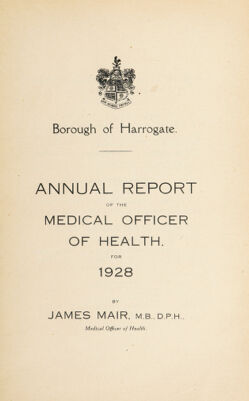 Borough of Harrogate.
ANNUAL REPORT
OF THE
MEDICAL OFFICER
OF HEALTH.
FOR
1928
BY
JAMES MAIR, M.B., D.P.H.,
Medical Officer of Health.